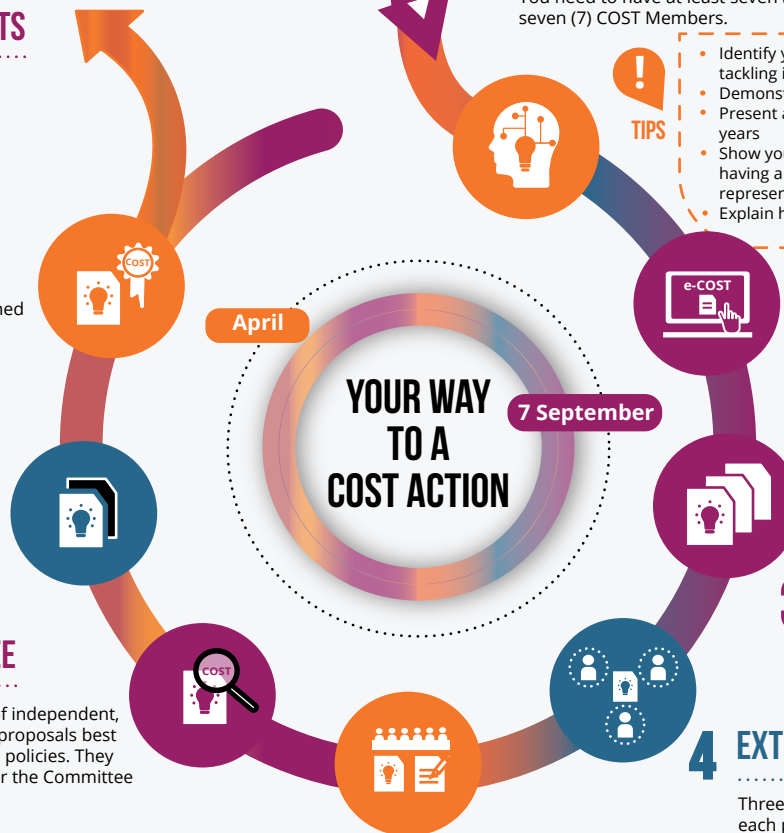 TS
You need to have at least seven
seven (7) COST Members.
TIPS
Identify
tackling
Demonst
Present a
years
Show you
having a
represen
Explain h
COST
ned
e-COST
April
YOUR WAY
TO A
COST ACTION
7 September
COST
EE
f independent,
proposals best
policies. They
r the Committee
4 EXT
Three
each